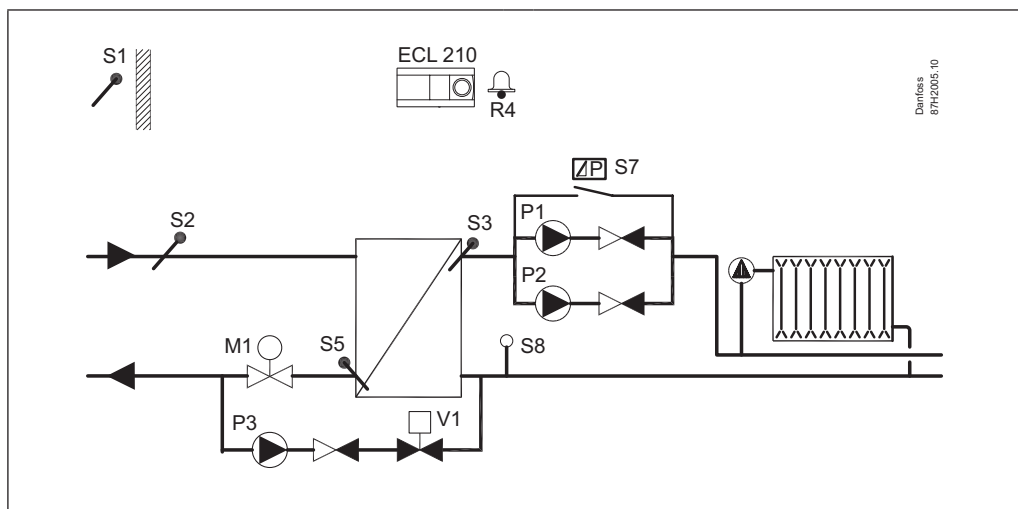 S1
ECL 210
R4
Danfoss
87H2005.10
S2
S3
P S7
P1
P2
M1
S5
S8
P3
V1